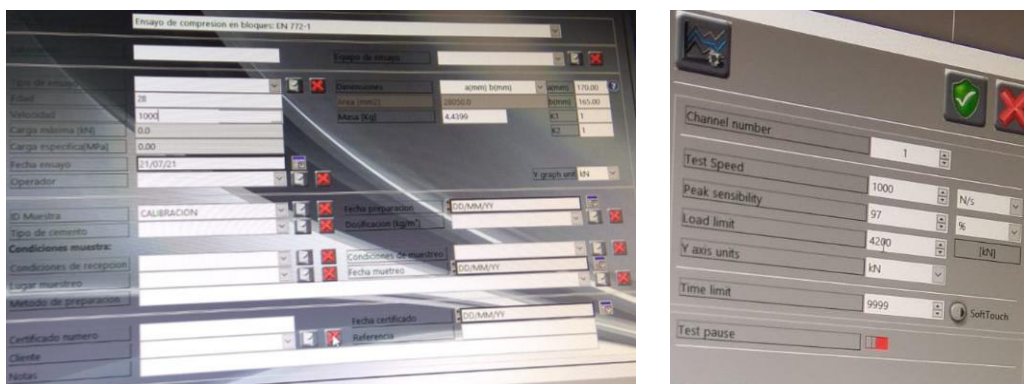 Ensayo de compresion en bloques: EN 772-1
Equipo de ensayo
Dimensiones a(mm) b(mm) a(mm) 170.00
Edad 28 Area (mm2) 28050.0 b(mm) 165.00
Velocidad 1000 Masa [Kg] 4.4399 K1 1
Carga maxima [kN] 0.0 K2 1
Carga especifica[MPa] 0.00
Fecha ensayo 21/07/21
Operador Y graph unit kN
ID Muestra CALIBRACION Fecha preparacion DD/MM/YY
Tipo de cemento Dosificacion (kg/m³)
Condiciones muestra:
Condiciones de recepcion Condiciones de muestreo
Lugar muestreo Fecha muetreo DD/MM/YY
Metodo de preparacion
Certificado numero Fecha certificado DD/MM/YY
Cliente Referencia
Notas
Channel number 1
Test Speed 1000 N/s
Peak sensibility 97 %
Load limit 4200 [kN]
Y axis units kN
Time limit 9999 SoftTouch
Test pause